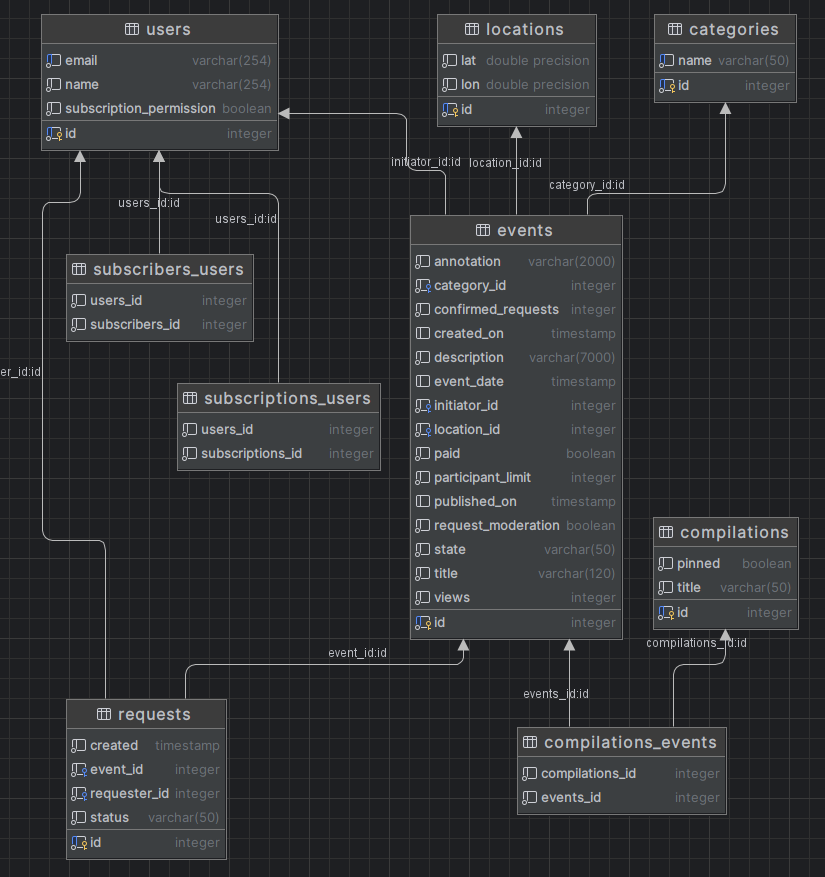 users
email varchar(254)
name varchar(254)
subscription_permission boolean
id integer
locations
lat double precision
lon double precision
id integer
categories
name varchar(50)
id integer
initiator_id:id
location_id:id
category_id:id
users_id:id
users_id:id
subscribers_users
users_id integer
subscribers_id integer
er_id:id
subscriptions_users
users_id integer
subscriptions_id integer
events
annotation varchar(2000)
category_id integer
confirmed_requests integer
created_on timestamp
description varchar(7000)
event_date timestamp
initiator_id integer
location_id integer
paid boolean
participant_limit integer
published_on timestamp
request_moderation boolean
state varchar(50)
title varchar(120)
views integer
id integer
compilations
pinned boolean
title varchar(50)
id integer
event_id:id
compilations_id:id
events_id:id
requests
created timestamp
event_id integer
requester_id integer
status varchar(50)
id integer
compilations_events
compilations_id integer
events_id integer